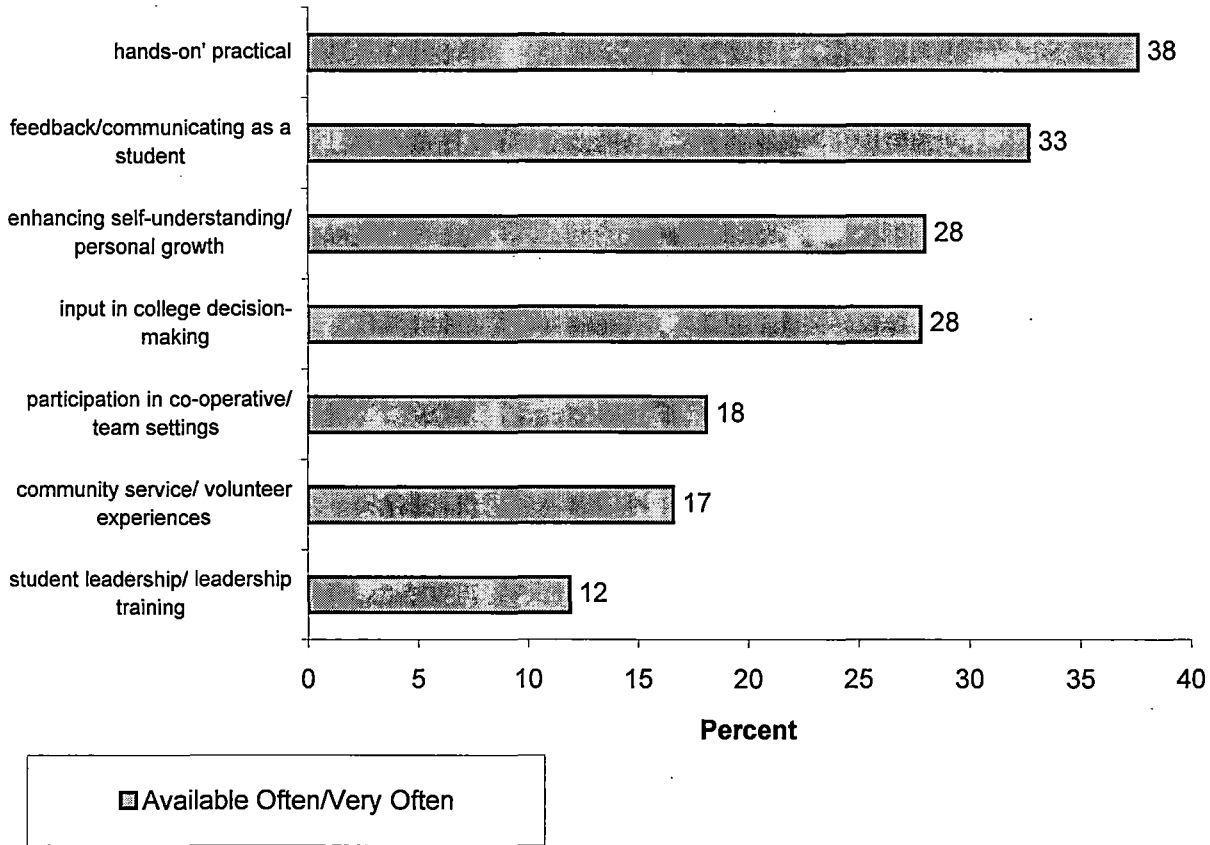 hands-on' practical
38
feedback/communicating as a
student
33
enhancing self-understanding/
personal growth
28
input in college decision-
making
28
participation in co-operative/
team settings
18
community service/ volunteer
experiences
17
student leadership/ leadership
training
12
0 5 10 15 20 25 30 35 40
Percent
Available Often/Very Often